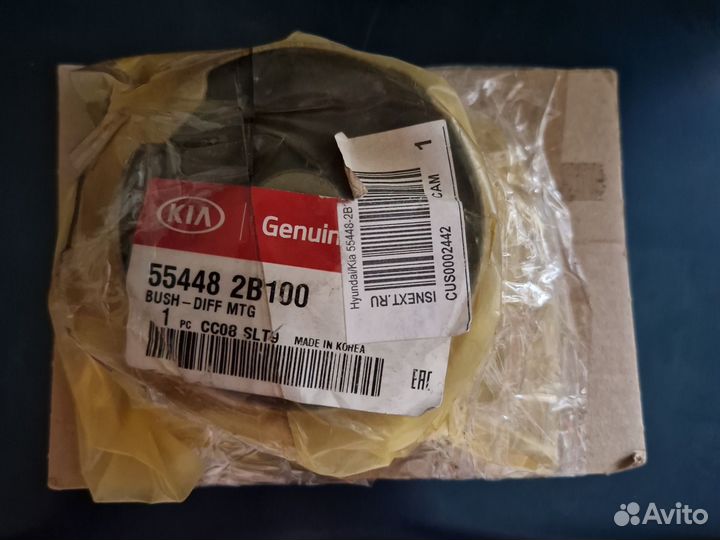 KIA
Genuin
55448 2B100
BUSH-DIFF MTG
1 PC CC08 SLT9 MADE IN KOREA
EAC
Hyundai/Kia 55448-2B1
ISNEXT.RU
CUS0002442
CAM
1
Avito